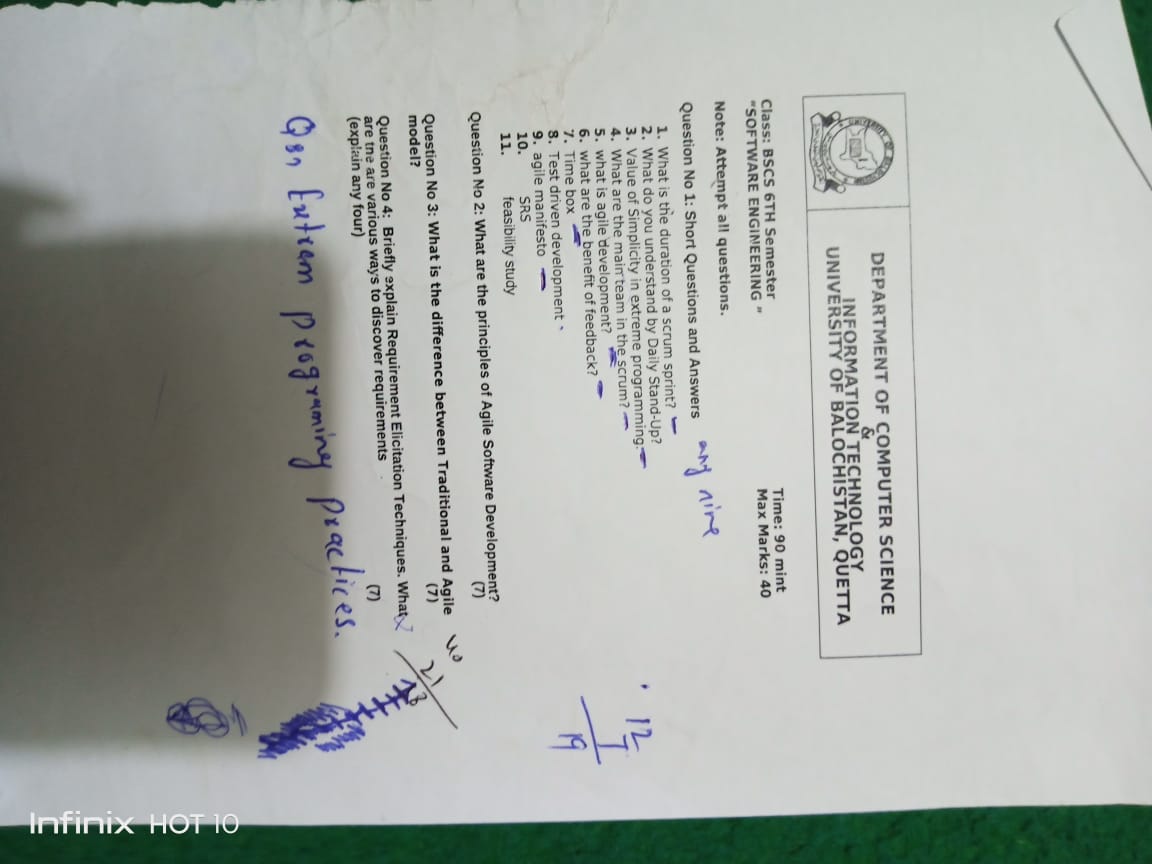 DEPARTMENT OF COMPUTER SCIENCE
&
INFORMATION TECHNOLOGY
UNIVERSITY OF BALOCHISTAN, QUETTA
Class: BSCS 6TH Semester Time: 90 mint
"SOFTWARE ENGINEERING " Max Marks: 40
Note: Attempt all questions.
Question No 1: Short Questions and Answers any nine
1. What is the duration of a scrum sprint?
2. What do you understand by Daily Stand-Up?
3. Value of Simplicity in extreme programming.
4. What are the main team in the scrum?
5. what is agile development?
6. what are the benefit of feedback?
7. Time box
8. Test driven development
9. agile manifesto
10. SRS
11. feasibility study
12
7
19
Question No 2: What are the principles of Agile Software Development?
(7)
Question No 3: What is the difference between Traditional and Agile
model? (7)
40
21
Question No 4: Briefly explain Requirement Elicitation Techniques. What
are the are various ways to discover requirements (7)
(explain any four)
Extream programing practices.
Infinix HOT 10